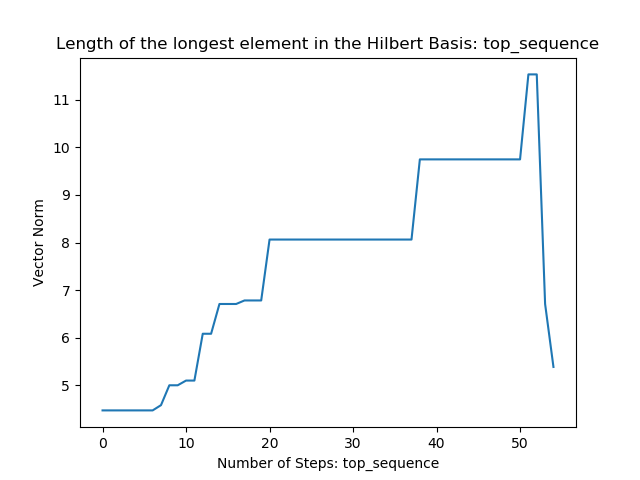 Length of the longest element in the Hilbert Basis: top_sequence
11
10
9
8
7
6
5
Vector Norm
0 10 20 30 40 50
Number of Steps: top_sequence